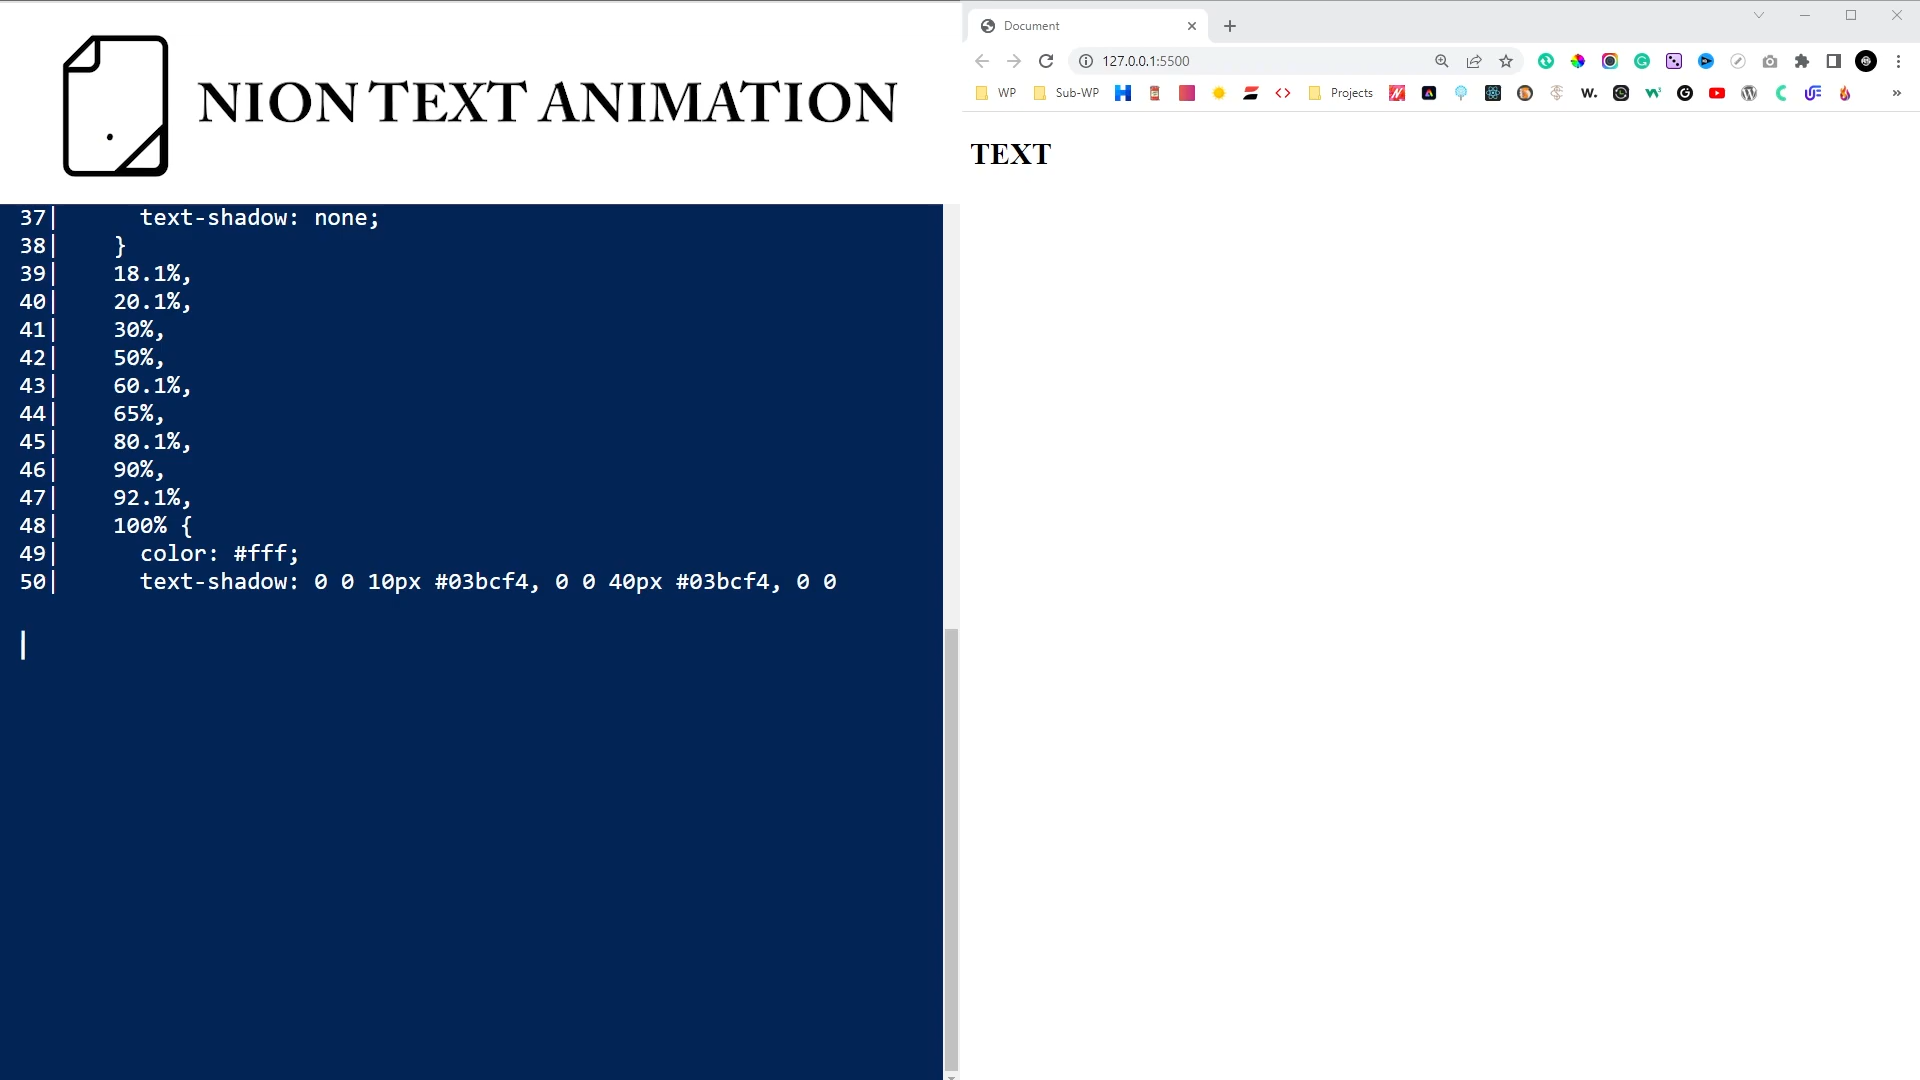 NION TEXT ANIMATION
37|      text-shadow: none;
38|    }
39|    18.1%,
40|    20.1%,
41|    30%,
42|    50%,
43|    60.1%,
44|    65%,
45|    80.1%,
46|    90%,
47|    92.1%,
48|    100% {
49|      color: #fff;
50|      text-shadow: 0 0 10px #03bcf4, 0 0 40px #03bcf4, 0 0
Document
127.0.0.1:5500
WP Sub-WP Projects W.
TEXT